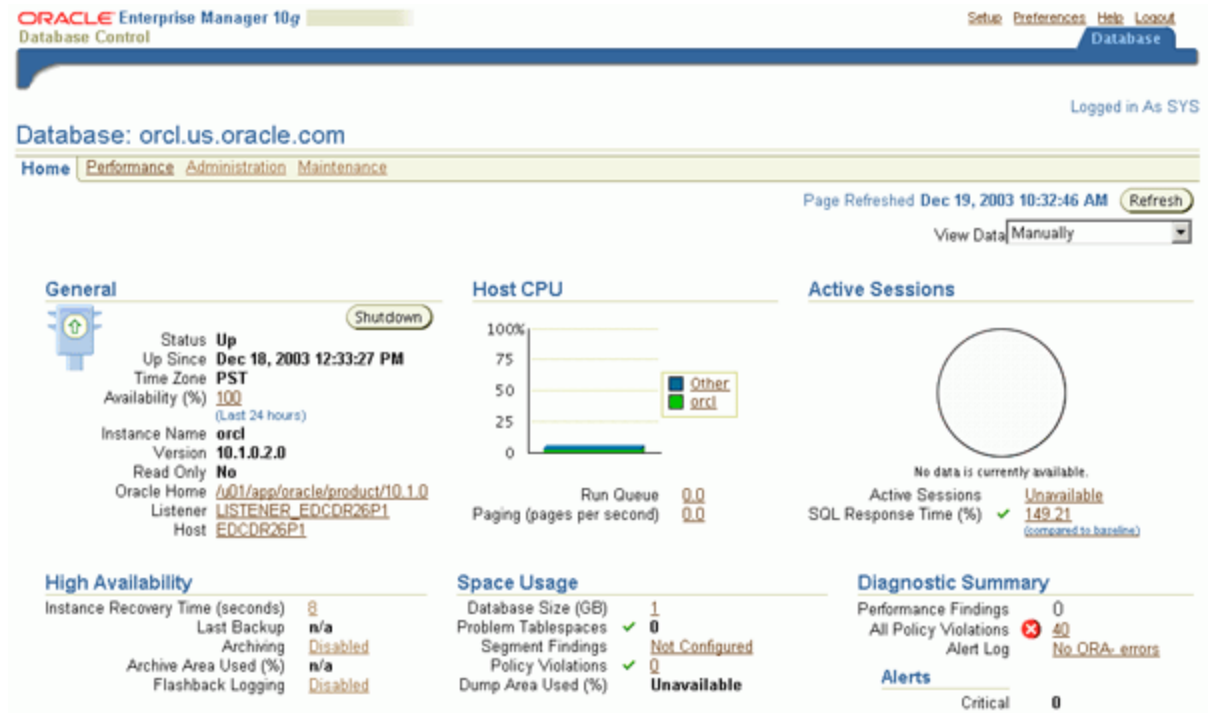 ORACLE Enterprise Manager 10g
Database Control
Setup Preferences Help Logout
Database
Logged in As SYS
Database: orcl.us.oracle.com
Home Performance Administration Maintenance
Page Refreshed Dec 19, 2003 10:32:46 AM Refresh
View Data Manually
General
Shutdown
Status Up
Up Since Dec 18, 2003 12:33:27 PM
Time Zone PST
Availability (%) 100
(Last 24 hours)
Instance Name orcl
Version 10.1.0.2.0
Read Only No
Oracle Home /u01/app/oracle/product/10.1.0
Listener LISTENER_EDCDR26P1
Host EDCDR26P1
Host CPU
100%
75
50
25
0
Other
orcl
Run Queue 0.0
Paging (pages per second) 0.0
Active Sessions
No data is currently available.
Active Sessions Unavailable
SQL Response Time (%) 149.21
(compared to baseline)
High Availability
Instance Recovery Time (seconds) 8
Last Backup n/a
Archiving Disabled
Archive Area Used (%) n/a
Flashback Logging Disabled
Space Usage
Database Size (GB) 1
Problem Tablespaces 0
Segment Findings Not Configured
Policy Violations 0
Dump Area Used (%) Unavailable
Diagnostic Summary
Performance Findings 0
All Policy Violations 40
Alert Log No ORA- errors
Alerts
Critical 0